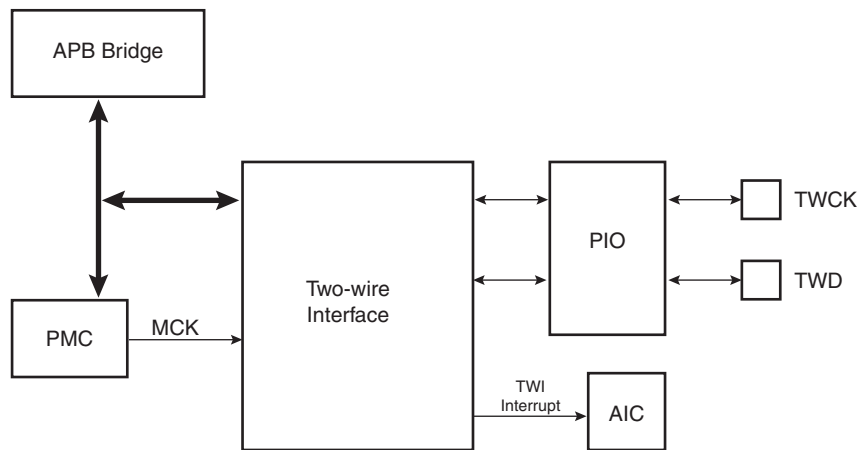 APB Bridge
TWCK
PIO
TWD
Two-wire
Interface
MCK
PMC
TWI
Interrupt
AIC